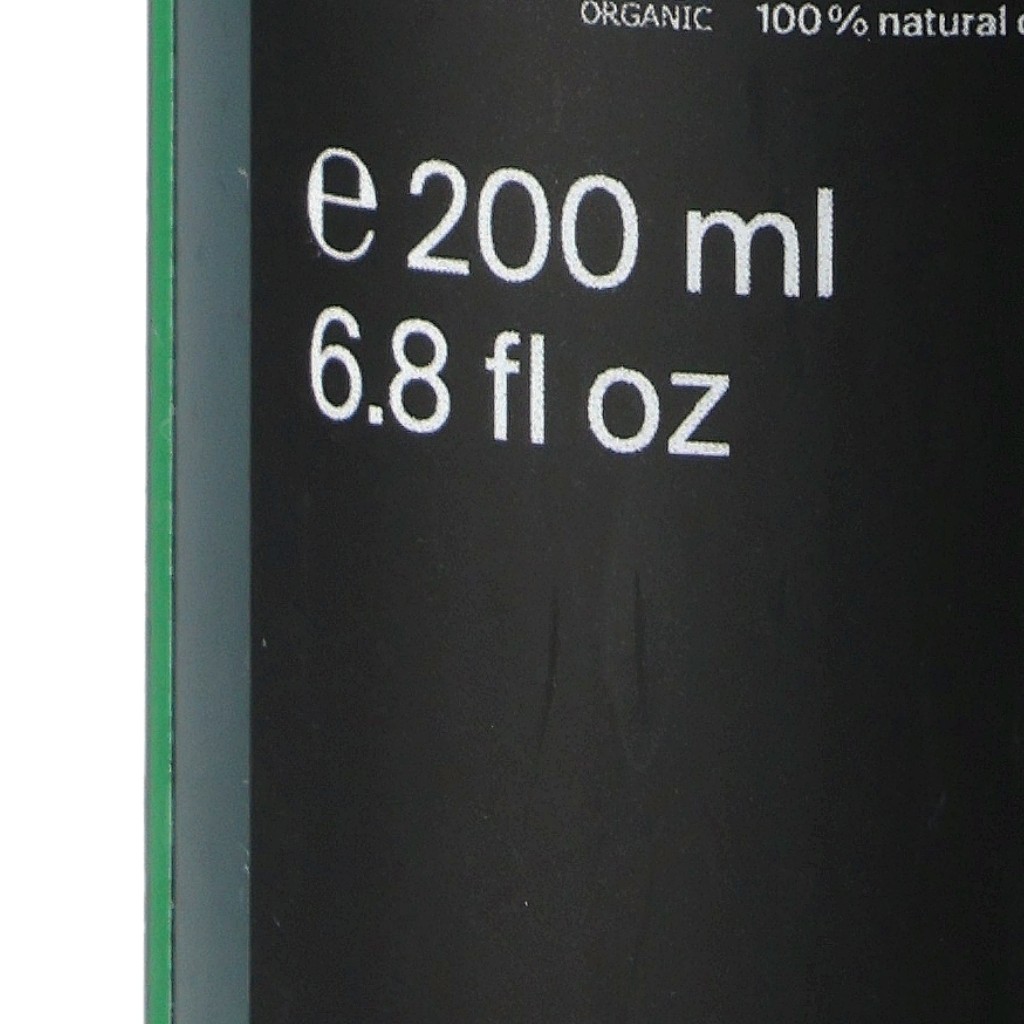 ORGANIC 100% natural
e 200 ml
6.8 fl oz